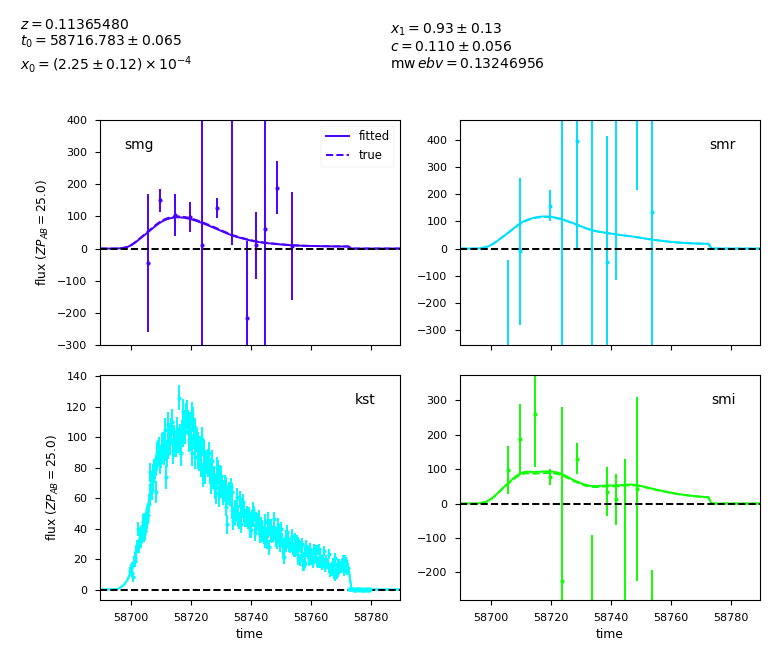 z = 0.11365480
t₀ = 58716.783 ± 0.065
x₀ = (2.25 ± 0.12) × 10⁻⁴
x₁ = 0.93 ± 0.13
c = 0.110 ± 0.056
mw ebv = 0.13246956
400
300
200
100
0
−100
−200
−300
flux (ZP_AB = 25.0)
smg
fitted
true
400
300
200
100
0
−100
−200
−300
smr
140
120
100
80
60
40
20
0
flux (ZP_AB = 25.0)
kst
58700
58720
58740
58760
58780
time
300
200
100
0
−100
−200
smi
58700
58720
58740
58760
58780
time